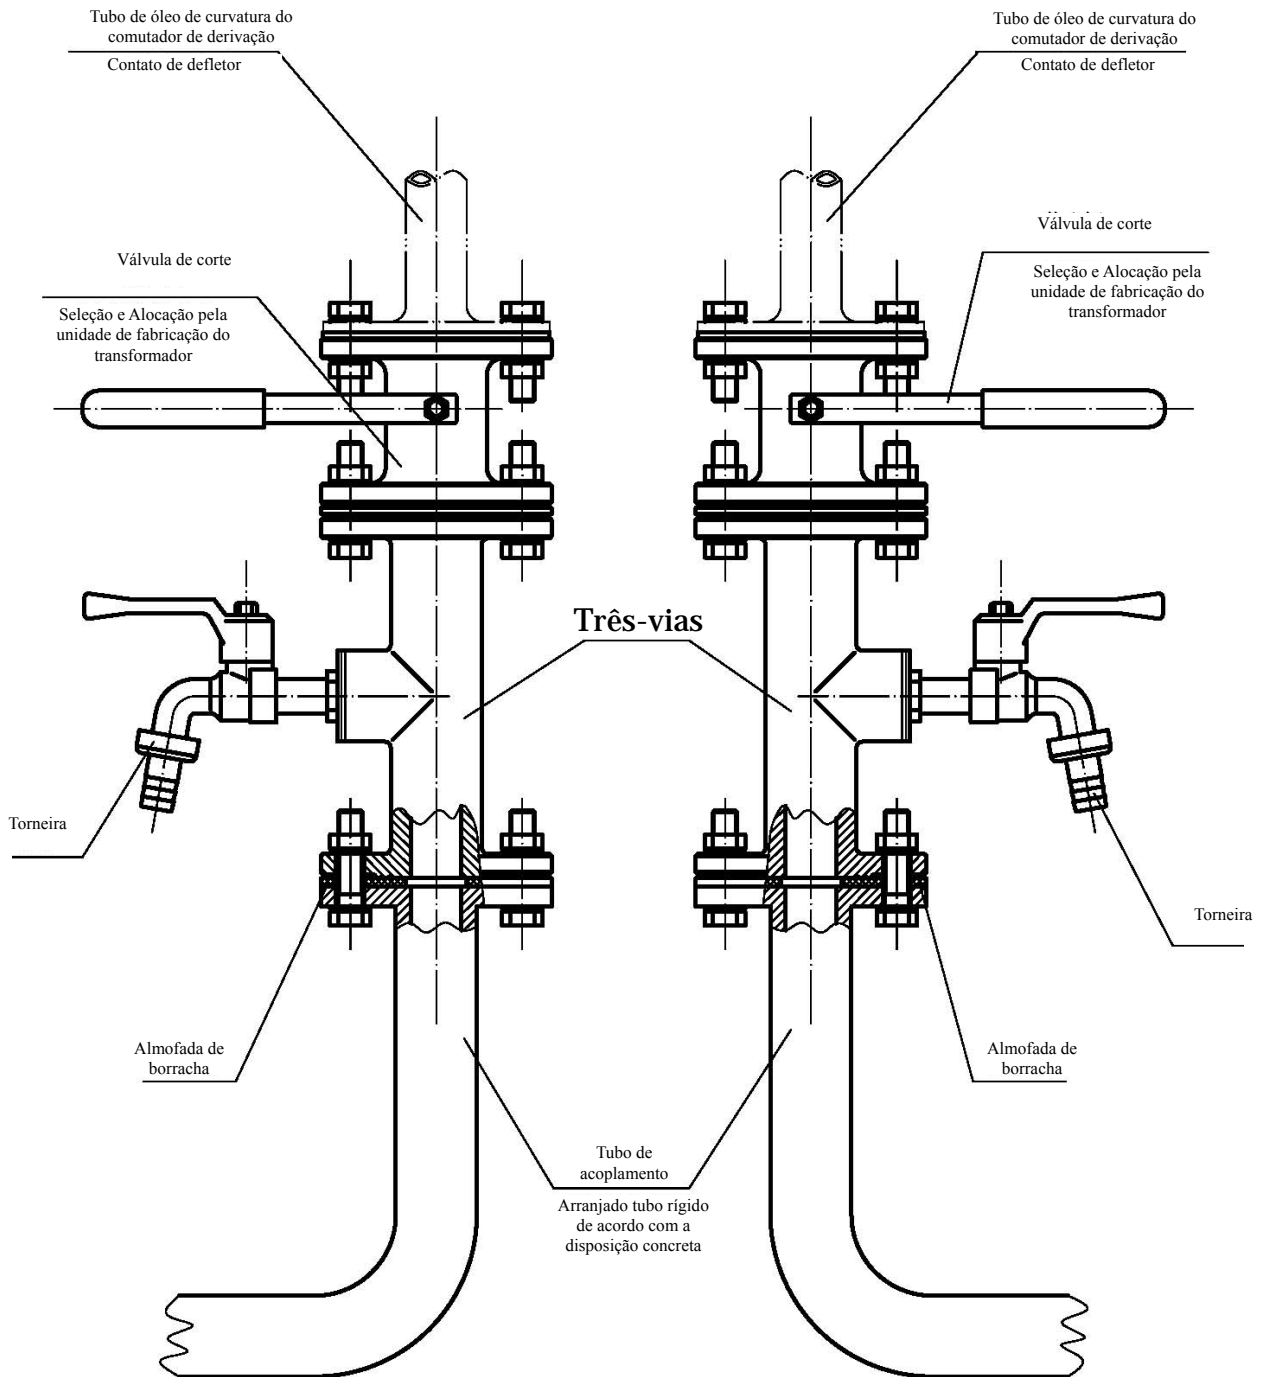 Tubo de óleo de curvatura do
comutador de derivação
Contato de defletor
Tubo de óleo de curvatura do
comutador de derivação
Contato de defletor
Válvula de corte
Seleção e Alocação pela
unidade de fabricação do
transformador
Válvula de corte
Seleção e Alocação pela
unidade de fabricação do
transformador
Três-vias
Torneira
Torneira
Almofada de
borracha
Almofada de
borracha
Tubo de
acoplamento
Arranjado tubo rígido
de acordo com a
disposição concreta